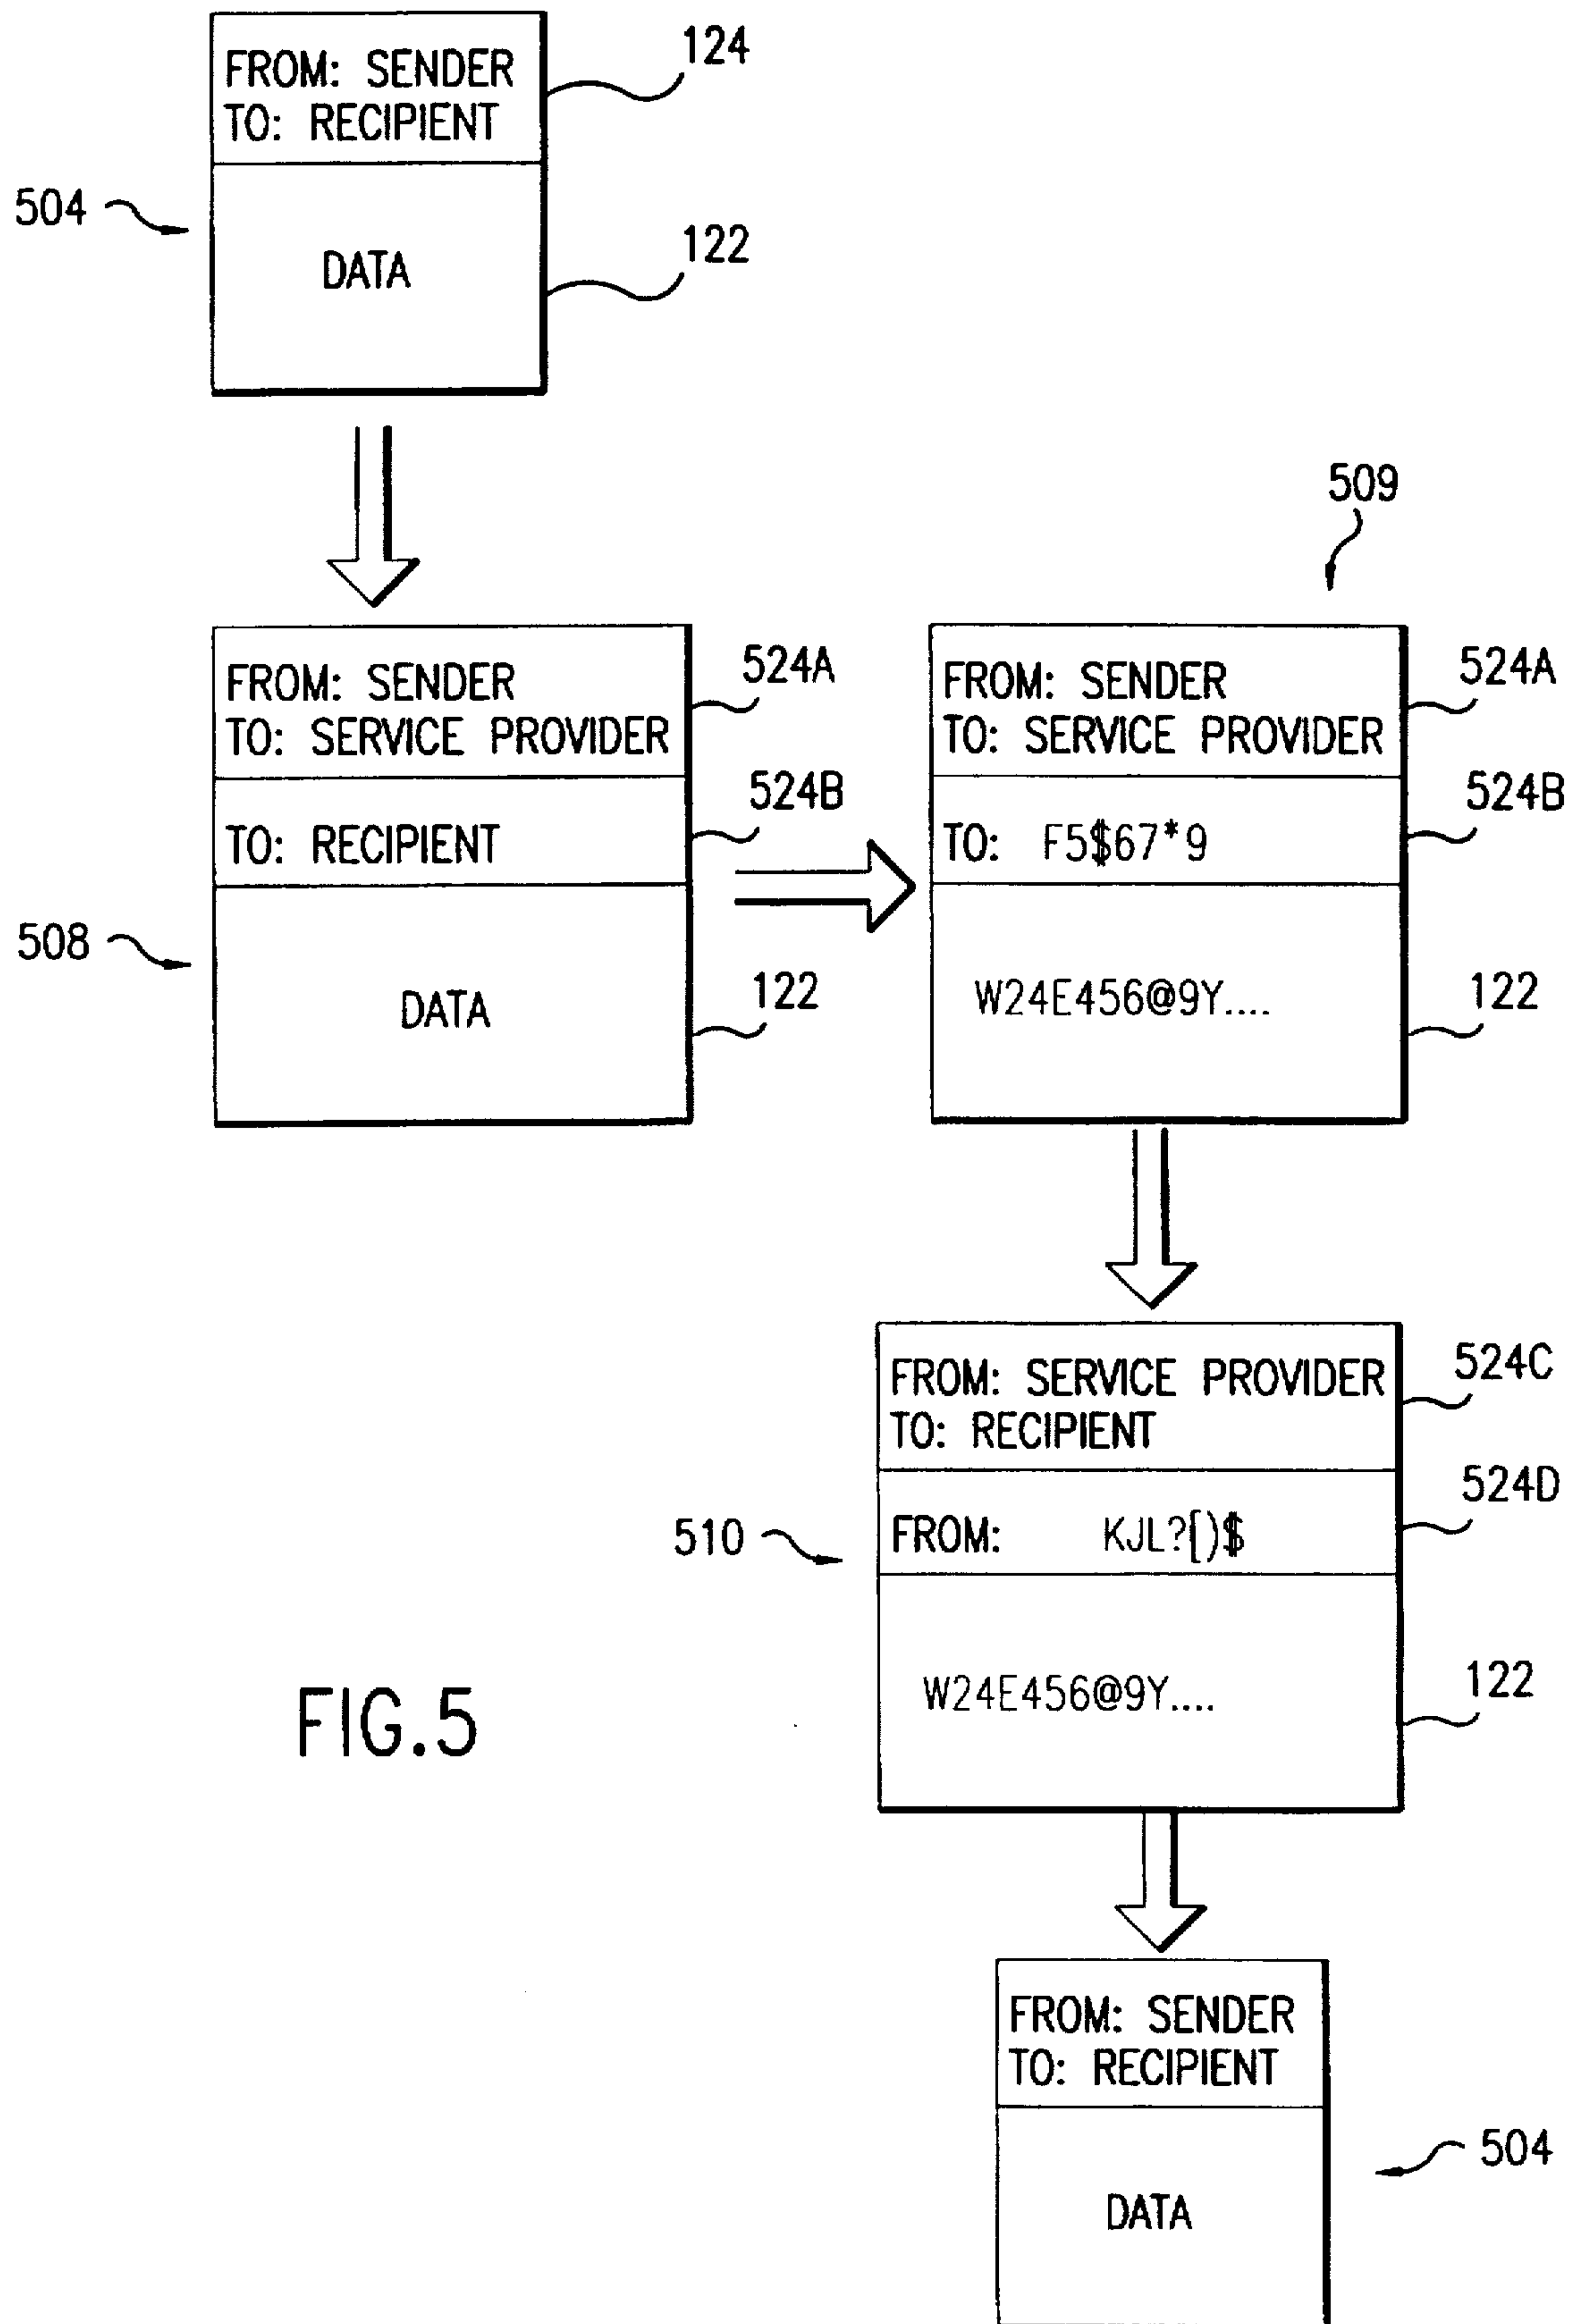 FROM: SENDER
TO: RECIPIENT
124
504
DATA
122
509
FROM: SENDER
TO: SERVICE PROVIDER
524A
TO: RECIPIENT
524B
508
DATA
122
FROM: SENDER
TO: SERVICE PROVIDER
524A
TO: F5$67*9
524B
W24E456@9Y....
122
FROM: SERVICE PROVIDER
TO: RECIPIENT
524C
510
FROM: KJL?[)$
524D
W24E456@9Y....
122
FIG.5
FROM: SENDER
TO: RECIPIENT
504
DATA